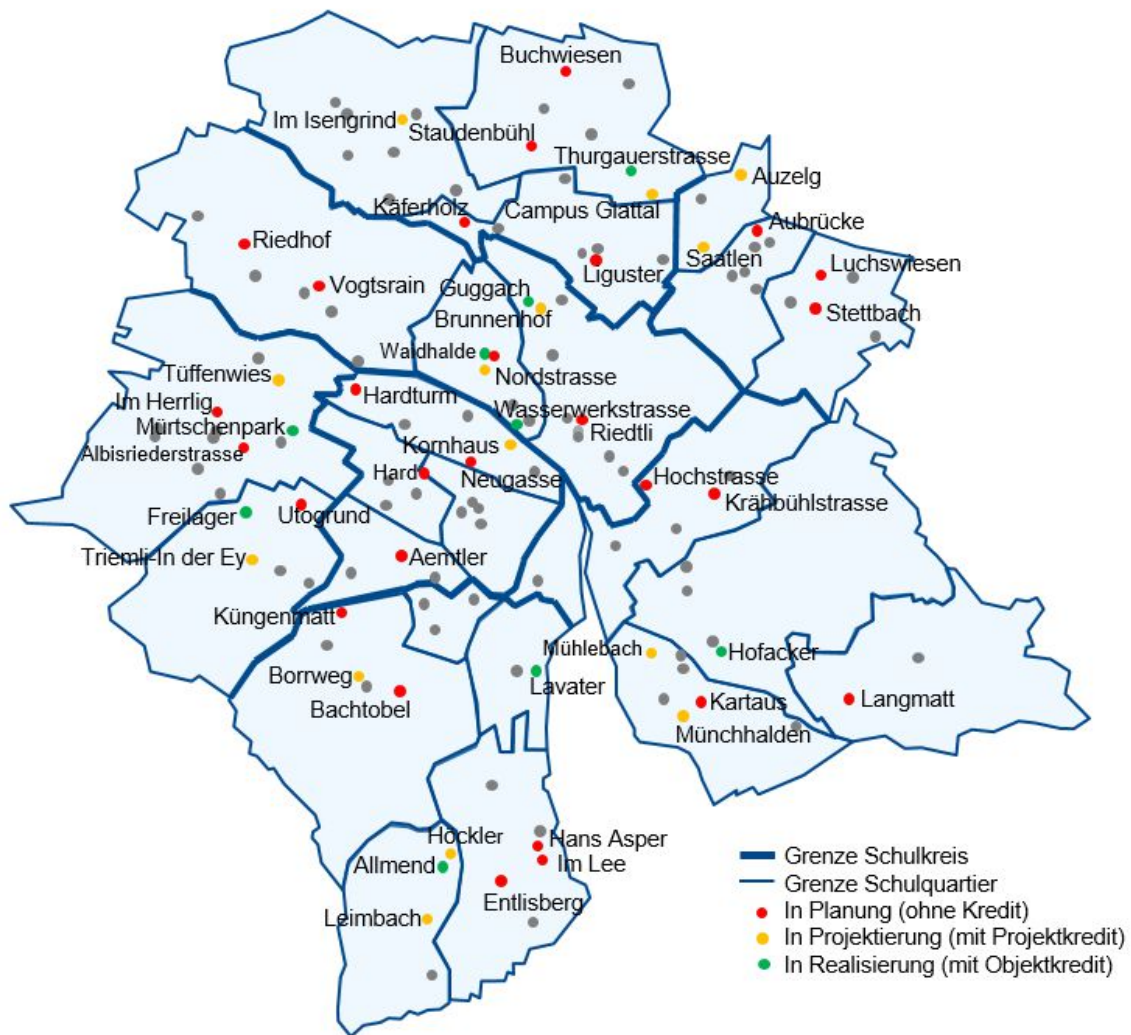 Buchwiesen
Im Isengrind
Staudenbühl
Thurgauerstrasse
Auzelg
Käferholz
Campus Glattal
Aubrücke
Riedhof
Saatlen
Luchswiesen
Liguster
Vogtsrain
Guggach
Stettbach
Brunnenhof
Waidhalde
Tüffenwies
Nordstrasse
Hardturm
Im Herrlig
Wasserwerkstrasse
Mürtschenpark
Riedtli
Kornhaus
Albisriederstrasse
Hard
Neugasse
Hochstrasse
Krähbühlstrasse
Freilager
Utogrund
Triemli-In der Ey
Aemtler
Küngenmatt
Mühlebach
Hofacker
Borrweg
Lavater
Bachtobel
Kartaus
Langmatt
Münchhalden
Höckler
Hans Asper
Allmend
Im Lee
Entlisberg
Leimbach
Grenze Schulkreis
Grenze Schulquartier
In Planung (ohne Kredit)
In Projektierung (mit Projektkredit)
In Realisierung (mit Objektkredit)